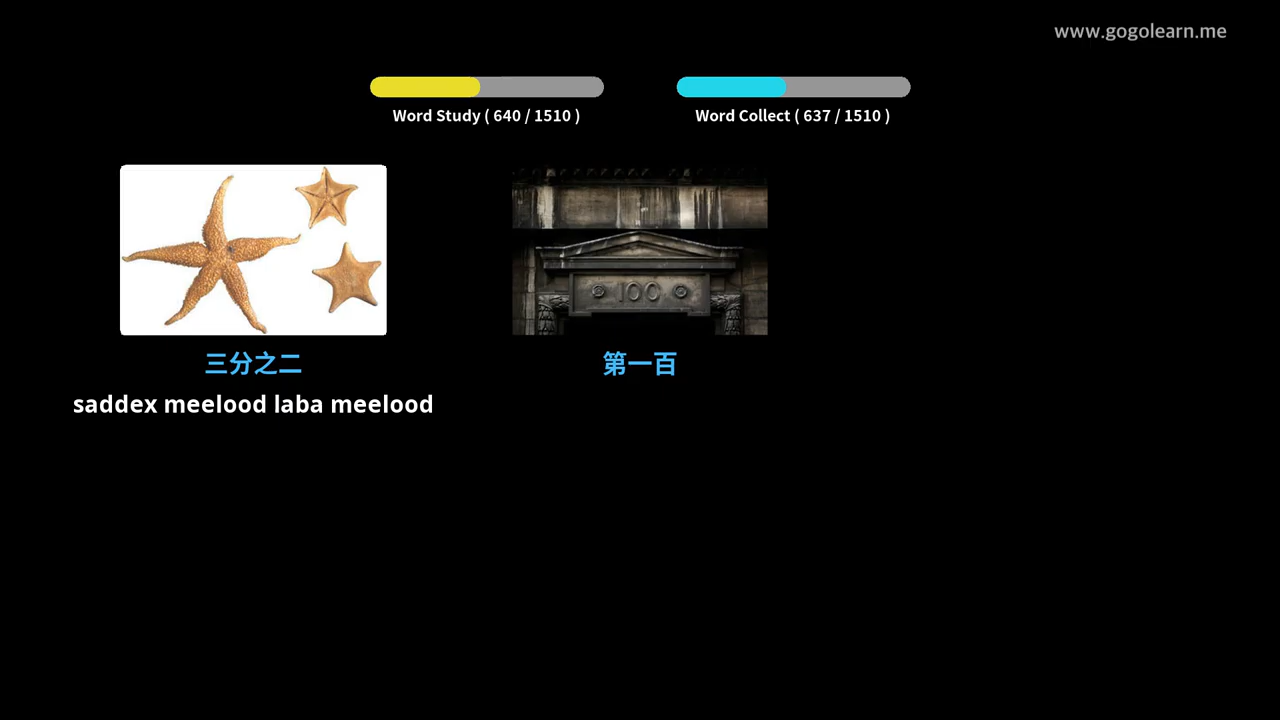 www.gogolearn.me
Word Study ( 640 / 1510 )
Word Collect ( 637 / 1510 )
100
三分之二
第一百
saddex meelood laba meelood